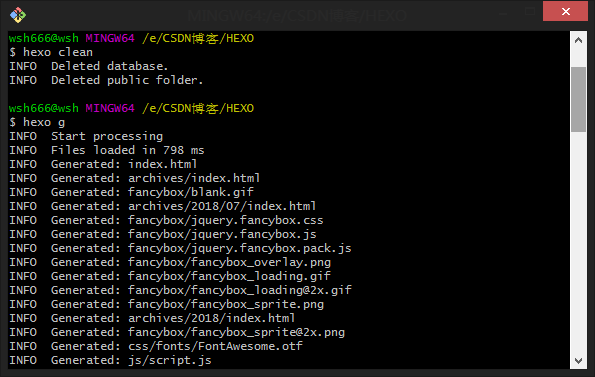 MINGW64:/e/CSDN博客/HEXO
wsh666@wsh MINGW64 /e/CSDN博客/HEXO
$ hexo clean
INFO  Deleted database.
INFO  Deleted public folder.
wsh666@wsh MINGW64 /e/CSDN博客/HEXO
$ hexo g
INFO  Start processing
INFO  Files loaded in 798 ms
INFO  Generated: index.html
INFO  Generated: archives/index.html
INFO  Generated: fancybox/blank.gif
INFO  Generated: archives/2018/07/index.html
INFO  Generated: fancybox/jquery.fancybox.css
INFO  Generated: fancybox/jquery.fancybox.js
INFO  Generated: fancybox/jquery.fancybox.pack.js
INFO  Generated: fancybox/fancybox_overlay.png
INFO  Generated: fancybox/fancybox_loading.gif
INFO  Generated: fancybox/fancybox_loading@2x.gif
INFO  Generated: fancybox/fancybox_sprite.png
INFO  Generated: archives/2018/index.html
INFO  Generated: fancybox/fancybox_sprite@2x.png
INFO  Generated: css/fonts/FontAwesome.otf
INFO  Generated: js/script.js